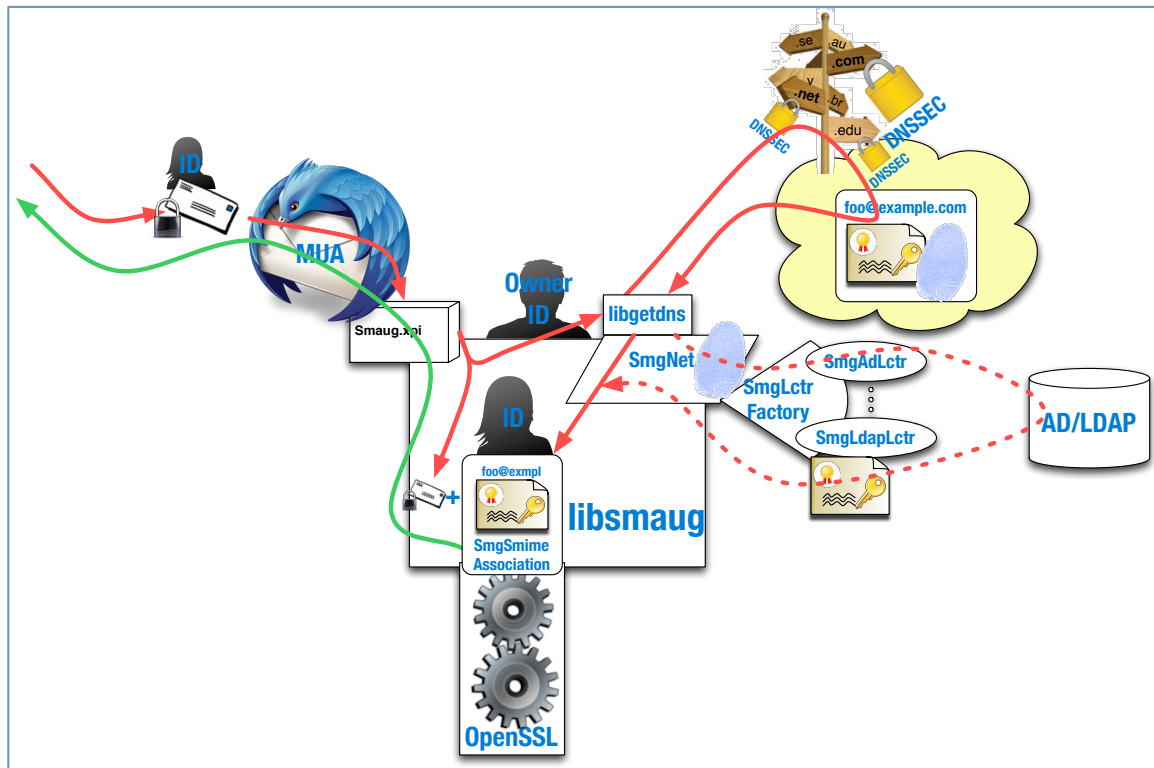 .se
.au
.com
v
.net
.br
.edu
DNSSEC
DNSSEC
DNSSEC
ID
MUA
foo@example.com
Owner
ID
libgetdns
Smaug.xpi
SmgNet
SmgAdLctr
SmgLctr
Factory
SmgLdapLctr
AD/LDAP
ID
foo@exmpl
+
SmgSmime
Association
libsmaug
OpenSSL